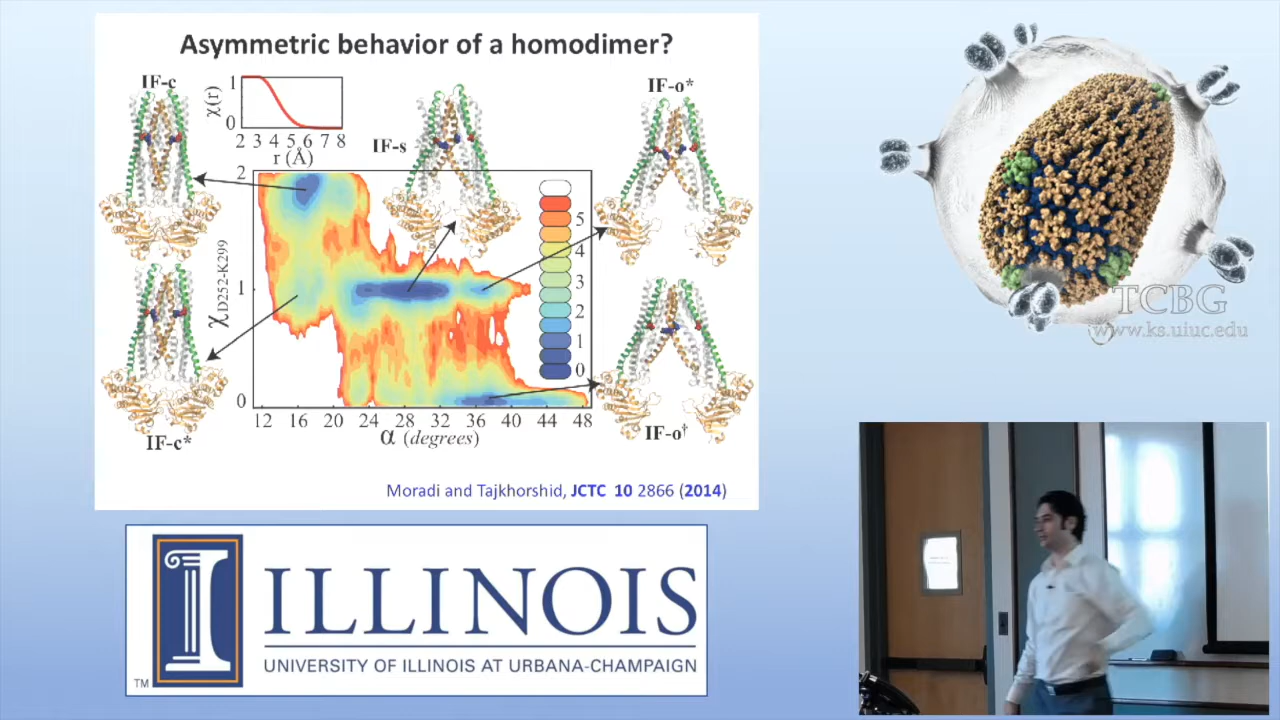 Asymmetric behavior of a homodimer?
IF-c
χ(r)
1
0
2 3 4 5 6 7 8
r (Å)
IF-s
IF-o*
2
1
0
χD252-K299
5
4
3
2
1
0
12 16 20 24 28 32 36 40 44 48
α (degrees)
IF-c*
IF-o†
Moradi and Tajkhorshid, JCTC 10 2866 (2014)
TCBG
www.ks.uiuc.edu
ILLINOIS
UNIVERSITY OF ILLINOIS AT URBANA-CHAMPAIGN
TM